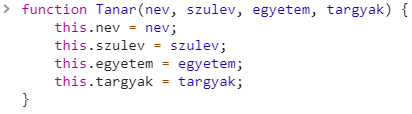 > function Tanar(nev, szulev, egyetem, targyak) {
    this.nev = nev;
    this.szulev = szulev;
    this.egyetem = egyetem;
    this.targyak = targyak;
}